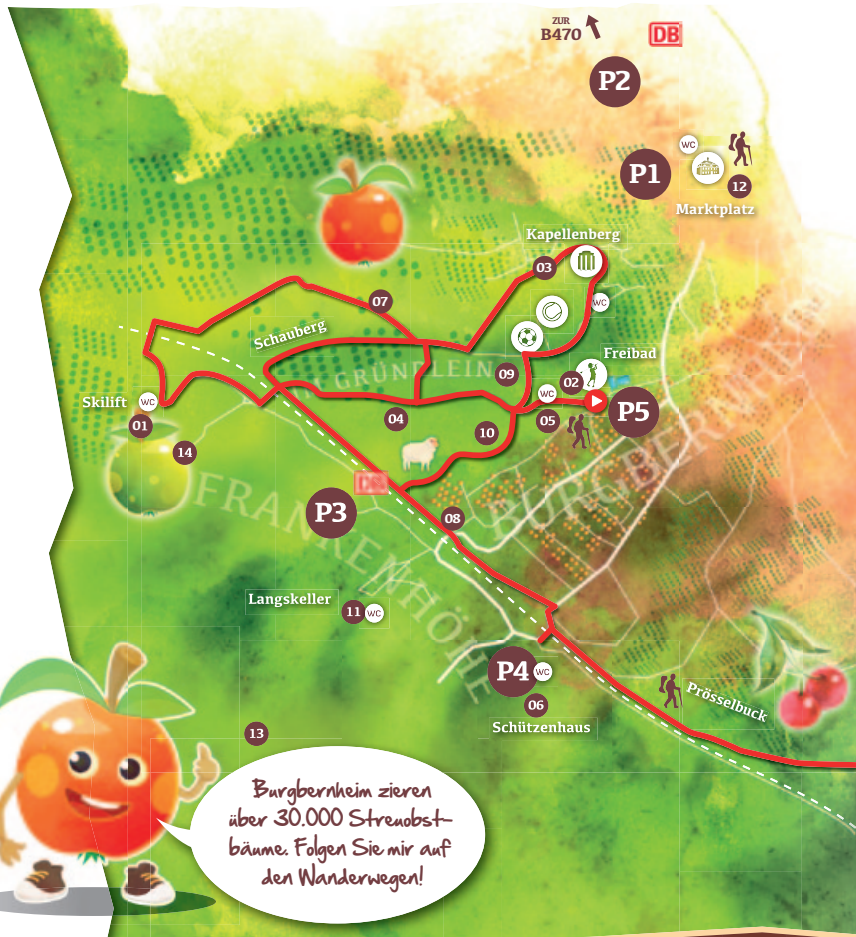 ZUR
B470
DB
P2
WC
P1
12
Marktplatz
Kapellenberg
03
07
WC
Schauberg
Freibad
09
02
IM GRÜNDLEIN
Skilift
WC
WC
P5
01
04
05
10
14
DB
BURGBERNHEIM
FRANKENHÖHE
P3
08
Langskeller
11
WC
P4
WC
Prösselbuck
06
Schützenhaus
13
Burgbernheim zieren
über 30.000 Streuobst-
bäume. Folgen Sie mir auf
den Wanderwegen!